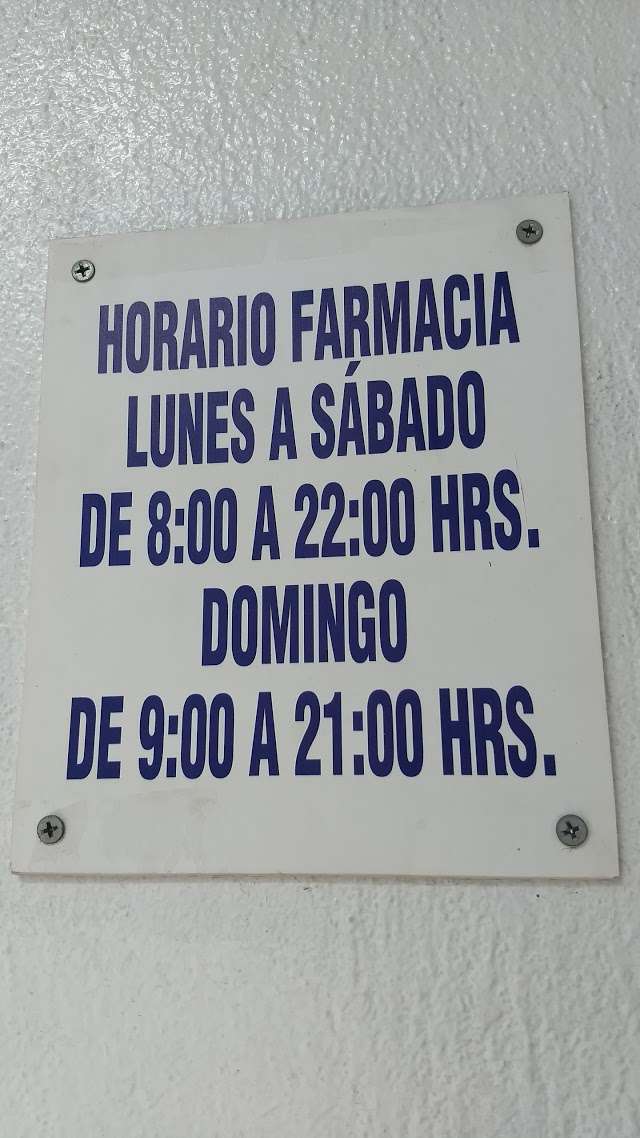 HORARIO FARMACIA
LUNES A SÁBADO
DE 8:00 A 22:00 HRS.
DOMINGO
DE 9:00 A 21:00 HRS.